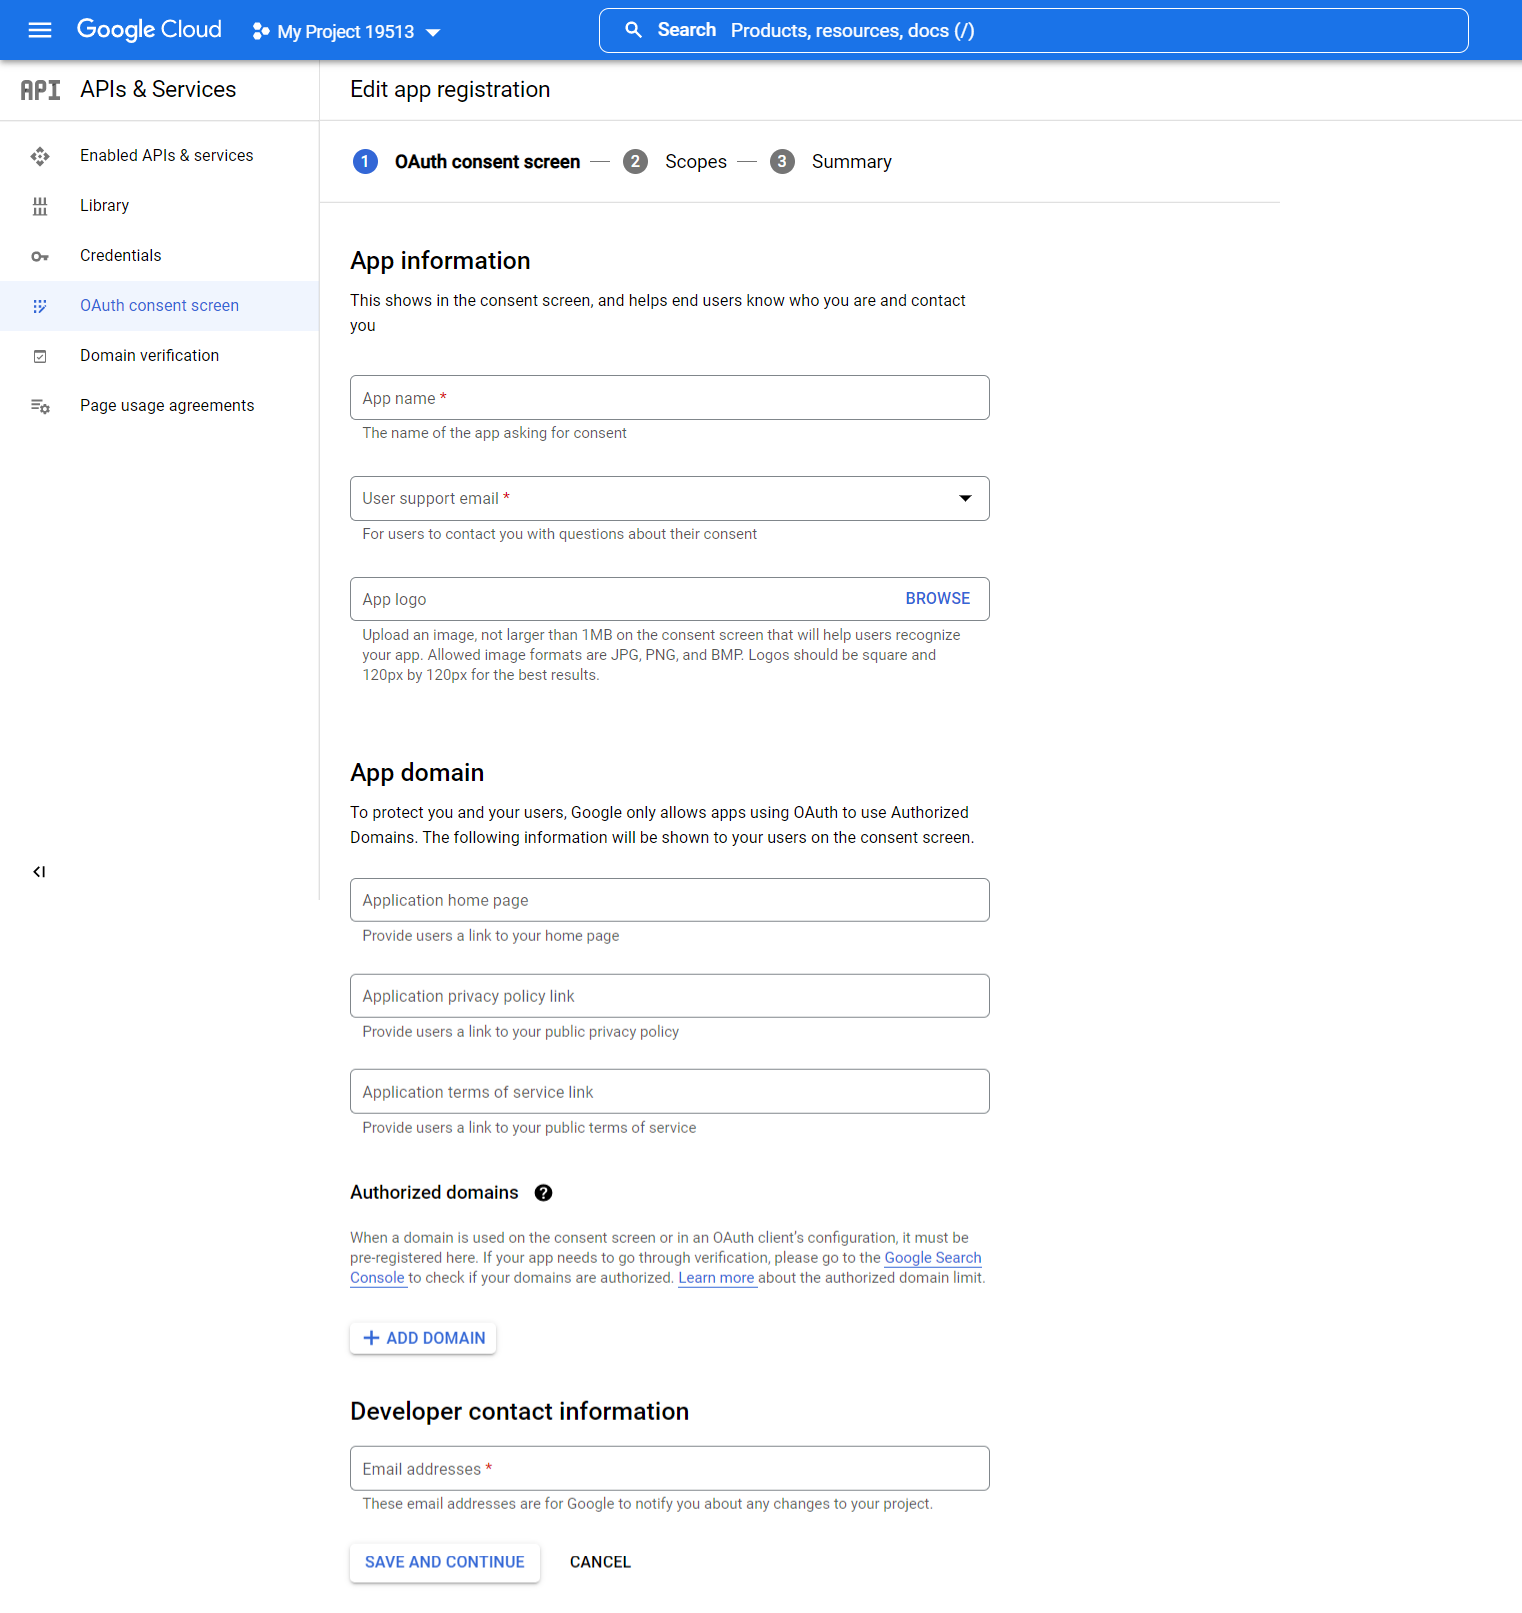 Google Cloud
My Project 19513
Search Products, resources, docs (/)
API APIs & Services
Edit app registration
Enabled APIs & services
Library
Credentials
OAuth consent screen
Domain verification
Page usage agreements
1 OAuth consent screen — 2 Scopes — 3 Summary
App information
This shows in the consent screen, and helps end users know who you are and contact
you
App name *
The name of the app asking for consent
User support email *
For users to contact you with questions about their consent
App logo BROWSE
Upload an image, not larger than 1MB on the consent screen that will help users recognize
your app. Allowed image formats are JPG, PNG, and BMP. Logos should be square and
120px by 120px for the best results.
App domain
To protect you and your users, Google only allows apps using OAuth to use Authorized
Domains. The following information will be shown to your users on the consent screen.
Application home page
Provide users a link to your home page
Application privacy policy link
Provide users a link to your public privacy policy
Application terms of service link
Provide users a link to your public terms of service
Authorized domains ?
When a domain is used on the consent screen or in an OAuth client's configuration, it must be
pre-registered here. If your app needs to go through verification, please go to the Google Search
Console to check if your domains are authorized. Learn more about the authorized domain limit.
+ ADD DOMAIN
Developer contact information
Email addresses *
These email addresses are for Google to notify you about any changes to your project.
SAVE AND CONTINUE CANCEL